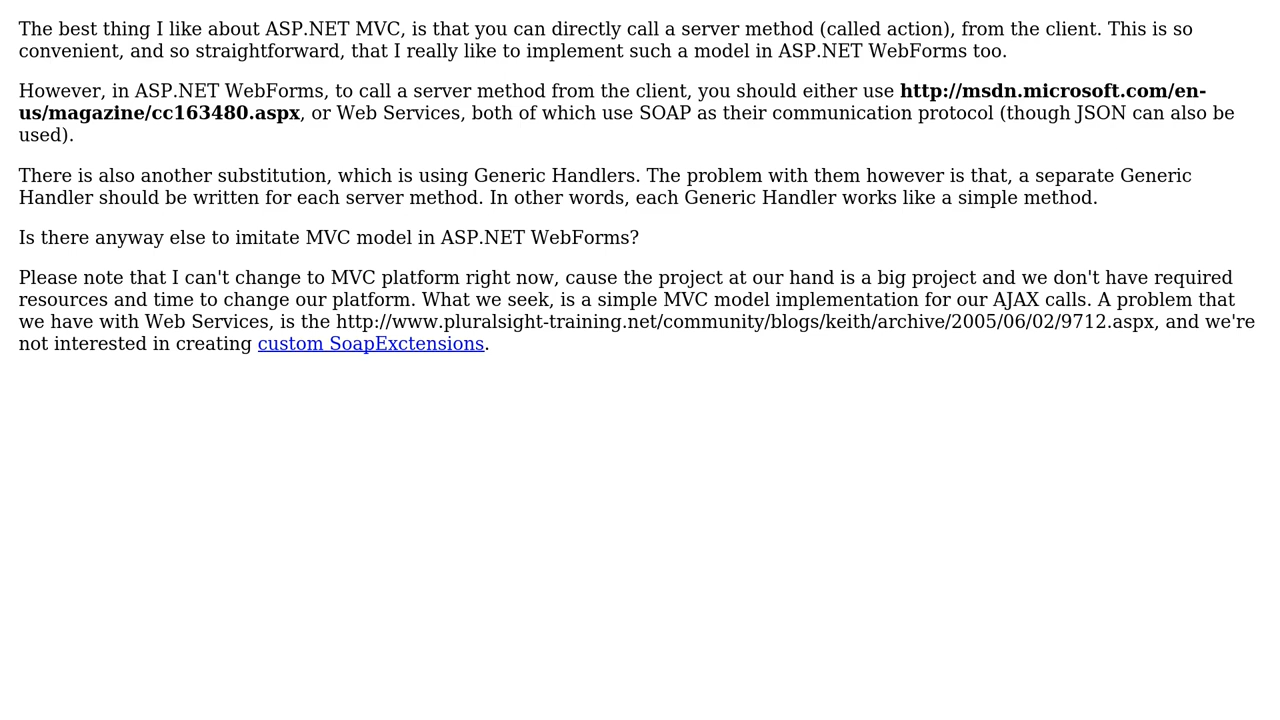 The best thing I like about ASP.NET MVC, is that you can directly call a server method (called action), from the client. This is so
convenient, and so straightforward, that I really like to implement such a model in ASP.NET WebForms too.
However, in ASP.NET WebForms, to call a server method from the client, you should either use http://msdn.microsoft.com/en-
us/magazine/cc163480.aspx, or Web Services, both of which use SOAP as their communication protocol (though JSON can also be
used).
There is also another substitution, which is using Generic Handlers. The problem with them however is that, a separate Generic
Handler should be written for each server method. In other words, each Generic Handler works like a simple method.
Is there anyway else to imitate MVC model in ASP.NET WebForms?
Please note that I can't change to MVC platform right now, cause the project at our hand is a big project and we don't have required
resources and time to change our platform. What we seek, is a simple MVC model implementation for our AJAX calls. A problem that
we have with Web Services, is the http://www.pluralsight-training.net/community/blogs/keith/archive/2005/06/02/9712.aspx, and we're
not interested in creating custom SoapExctensions.